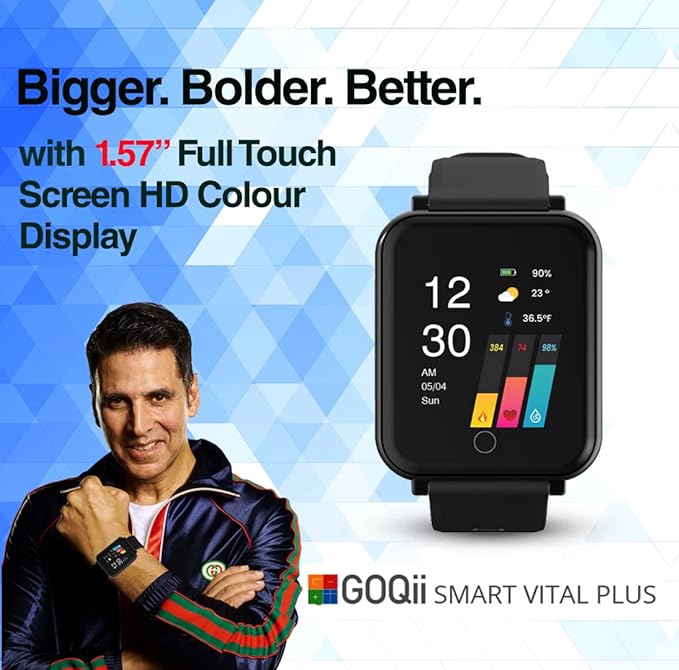 Bigger. Bolder. Better.
with 1.57” Full Touch
Screen HD Colour
Display
12
30
90%
23 °
36.5°F
384 74 98%
AM
05/04
Sun
GOQii SMART VITAL PLUS